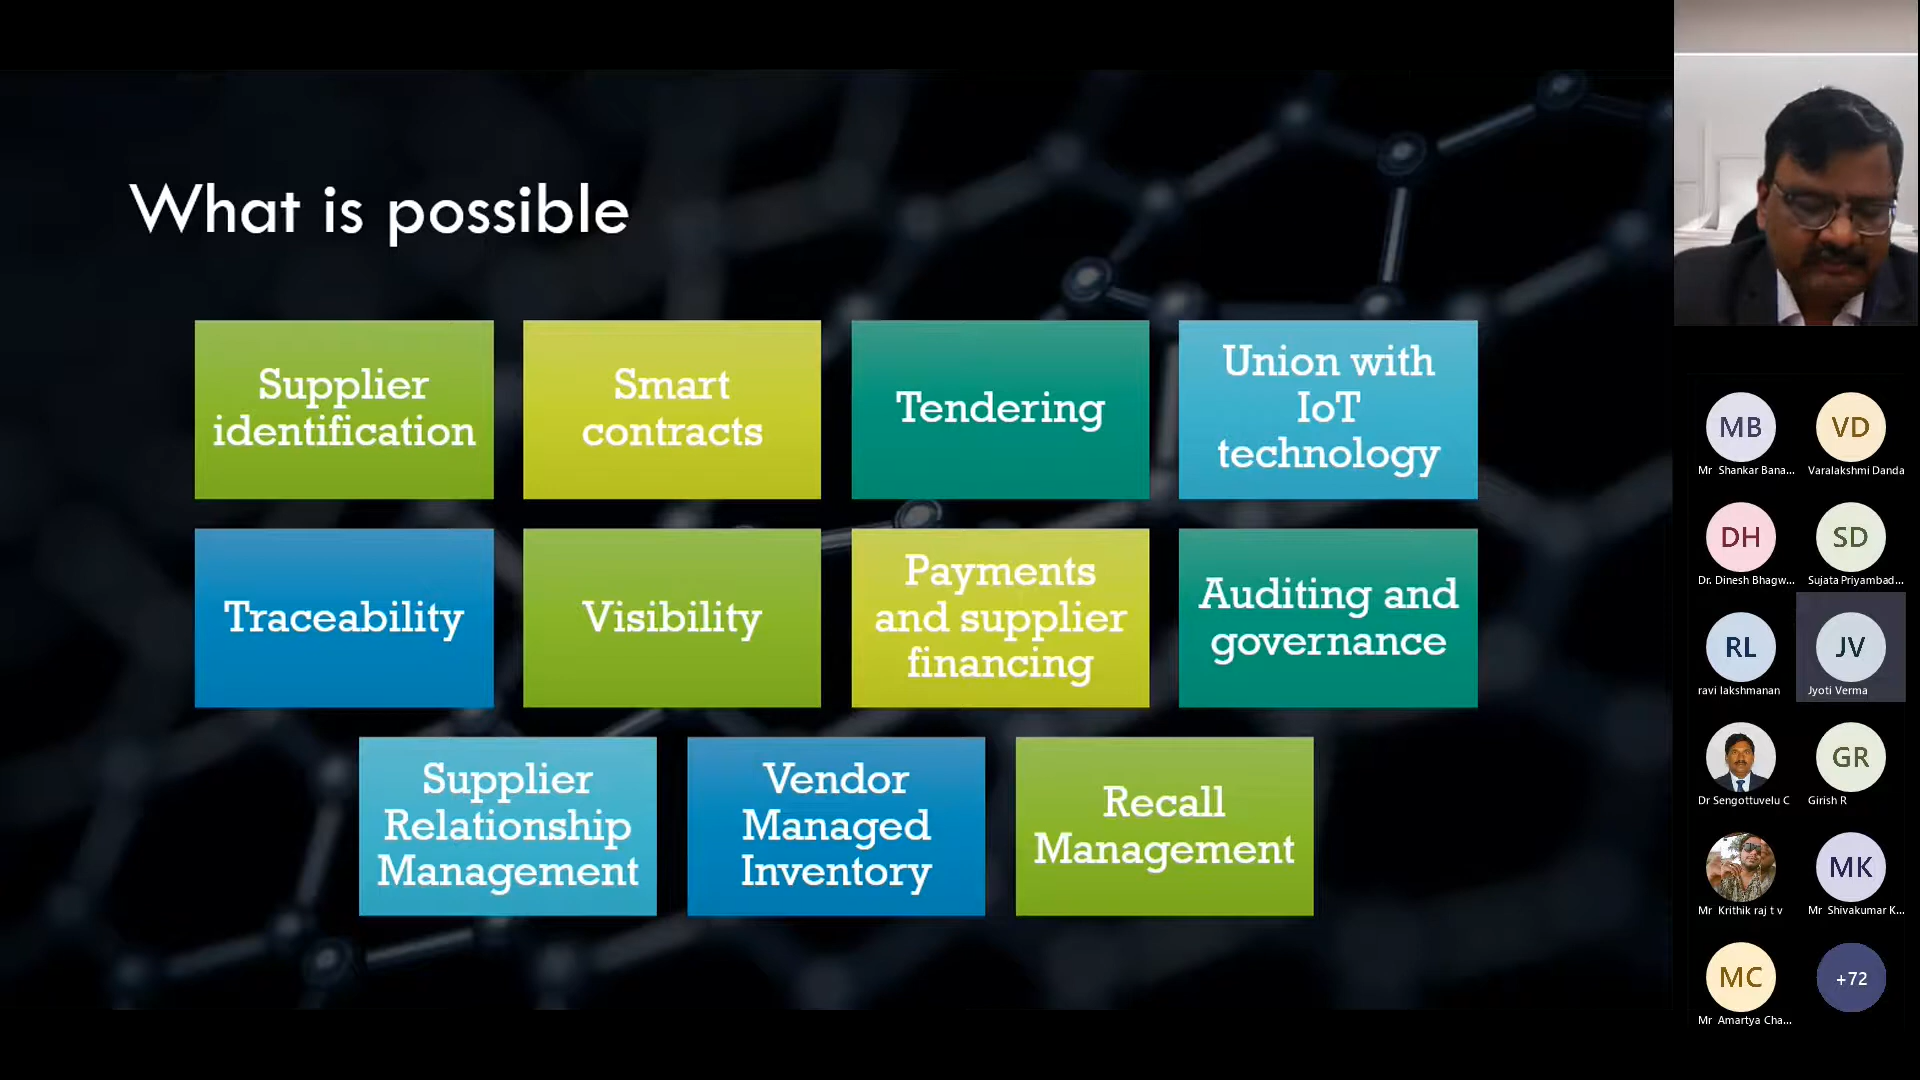 What is possible
Supplier
identification
Smart
contracts
Tendering
Union with
IoT
technology
Traceability
Visibility
Payments
and supplier
financing
Auditing and
governance
Supplier
Relationship
Management
Vendor
Managed
Inventory
Recall
Management
MB
Mr Shankar Bana...
VD
Varalakshmi Danda
DH
Dr. Dinesh Bhagw...
SD
Sujata Priyambad...
RL
ravi lakshmanan
JV
Jyoti Verma
Dr Sengottuvelu C
GR
Girish R
Mr Krithik raj t v
MK
Mr Shivakumar K...
MC
Mr Amartya Cha...
+72